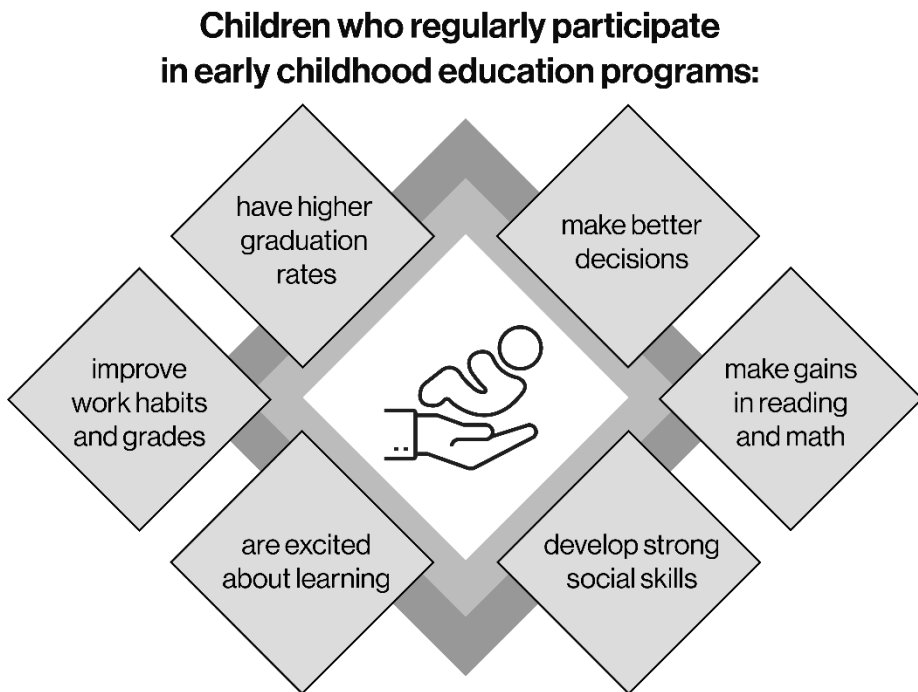 Children who regularly participate
in early childhood education programs:
have higher
graduation
rates
make better
decisions
improve
work habits
and grades
make gains
in reading
and math
are excited
about learning
develop strong
social skills